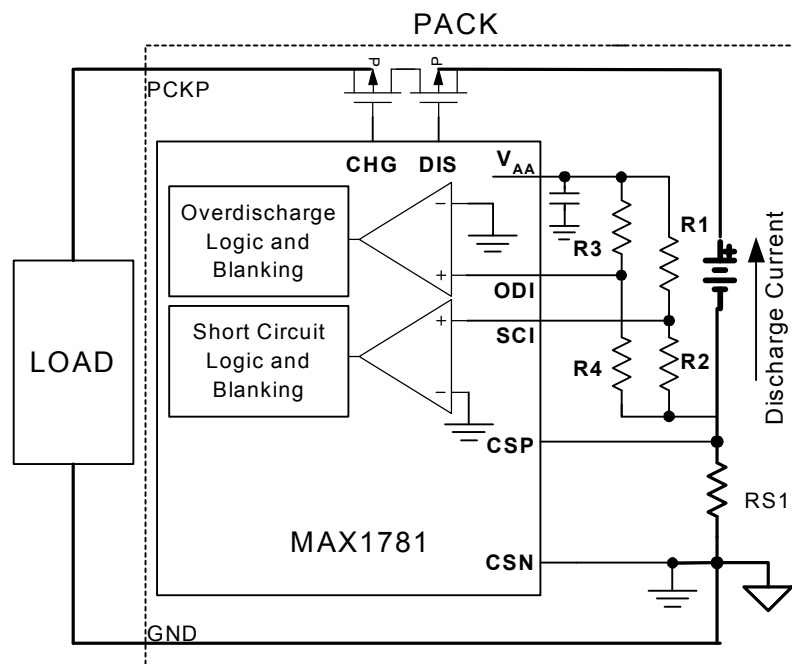 PACK
PCKP
d d
CHG DIS
VAA
Overdischarge
Logic and
Blanking
-
+
ODI
R3
R1
+
Short Circuit
Logic and
Blanking
+
-
SCI
R4
R2
Discharge Current
LOAD
CSP
RS1
MAX1781
CSN
GND